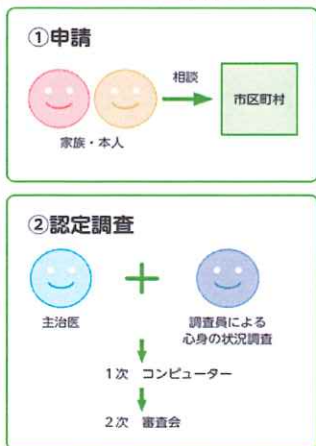 ①申請
相談
市区町村
家族・本人
②認定調査
主治医
調査員による
心身の状況調査
1次 コンピューター
2次 審査会